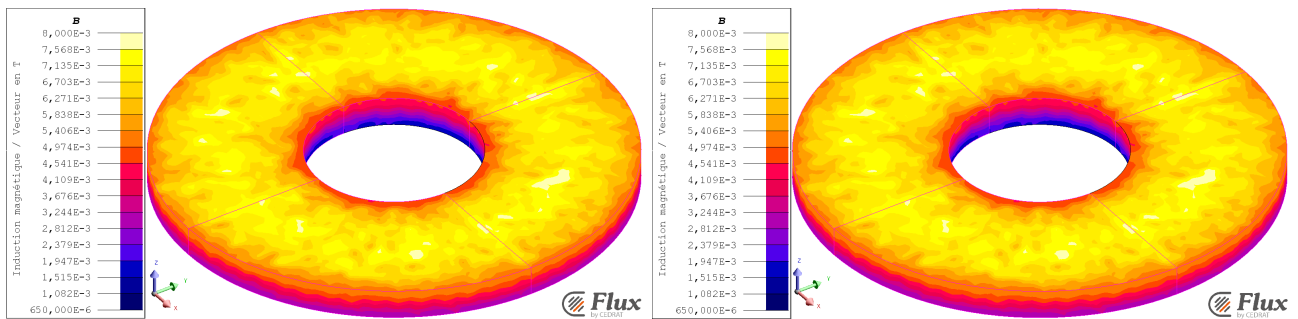 B
8,000E-3
7,568E-3
7,135E-3
6,703E-3
6,271E-3
5,838E-3
5,406E-3
4,974E-3
4,541E-3
4,109E-3
3,676E-3
3,244E-3
2,812E-3
2,379E-3
1,947E-3
1,515E-3
1,082E-3
650,000E-6
Induction magnétique / Vecteur en T
Z
Y
X
Flux
by CEDRAT
B
8,000E-3
7,568E-3
7,135E-3
6,703E-3
6,271E-3
5,838E-3
5,406E-3
4,974E-3
4,541E-3
4,109E-3
3,676E-3
3,244E-3
2,812E-3
2,379E-3
1,947E-3
1,515E-3
1,082E-3
650,000E-6
Induction magnétique / Vecteur en T
Z
Y
X
Flux
by CEDRAT